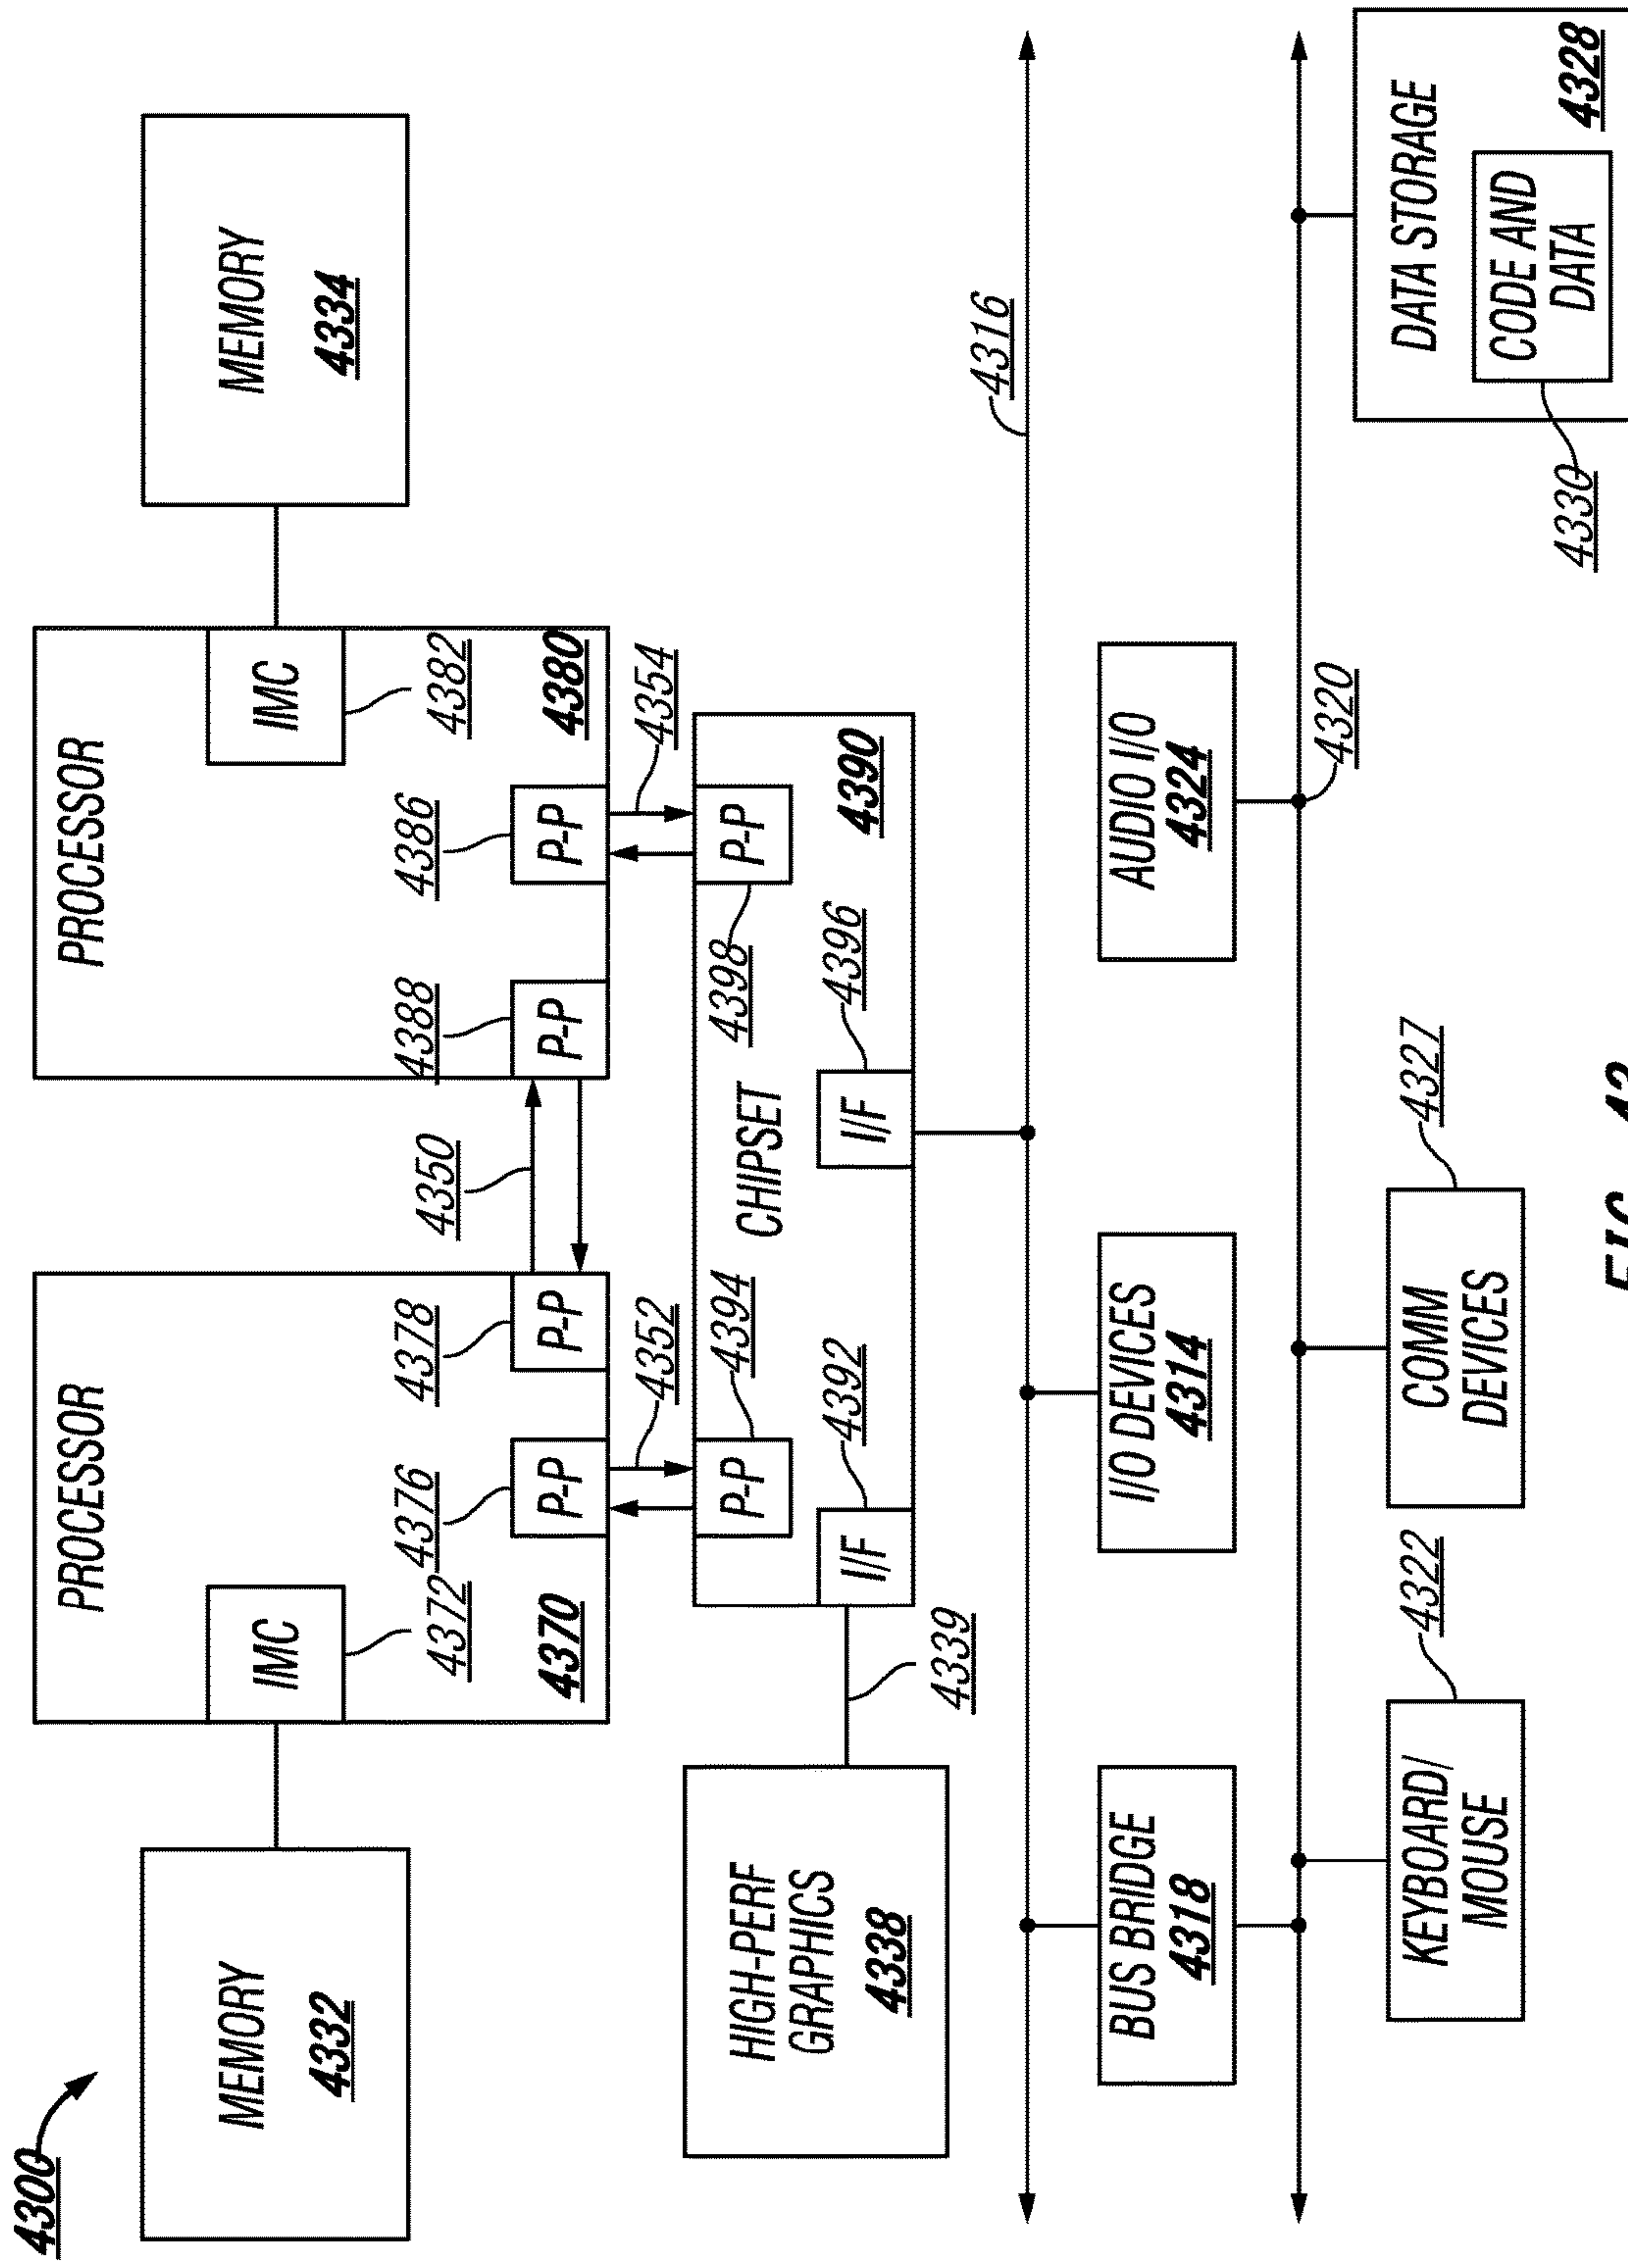 4300
MEMORY
4332
PROCESSOR
IMC
4372
4370
4376
P-P
4378
P-P
4350
PROCESSOR
4388
P-P
4386
P-P
IMC
4382
4380
MEMORY
4334
4352
4354
HIGH-PERF
GRAPHICS
4338
4339
P-P
4394
CHIPSET
4398
P-P
4390
I/F
4392
I/F
4396
4316
BUS BRIDGE
4318
I/O DEVICES
4314
AUDIO I/O
4324
4320
KEYBOARD/
MOUSE
4322
COMM
DEVICES
4327
DATA STORAGE
4328
CODE AND
DATA
4330